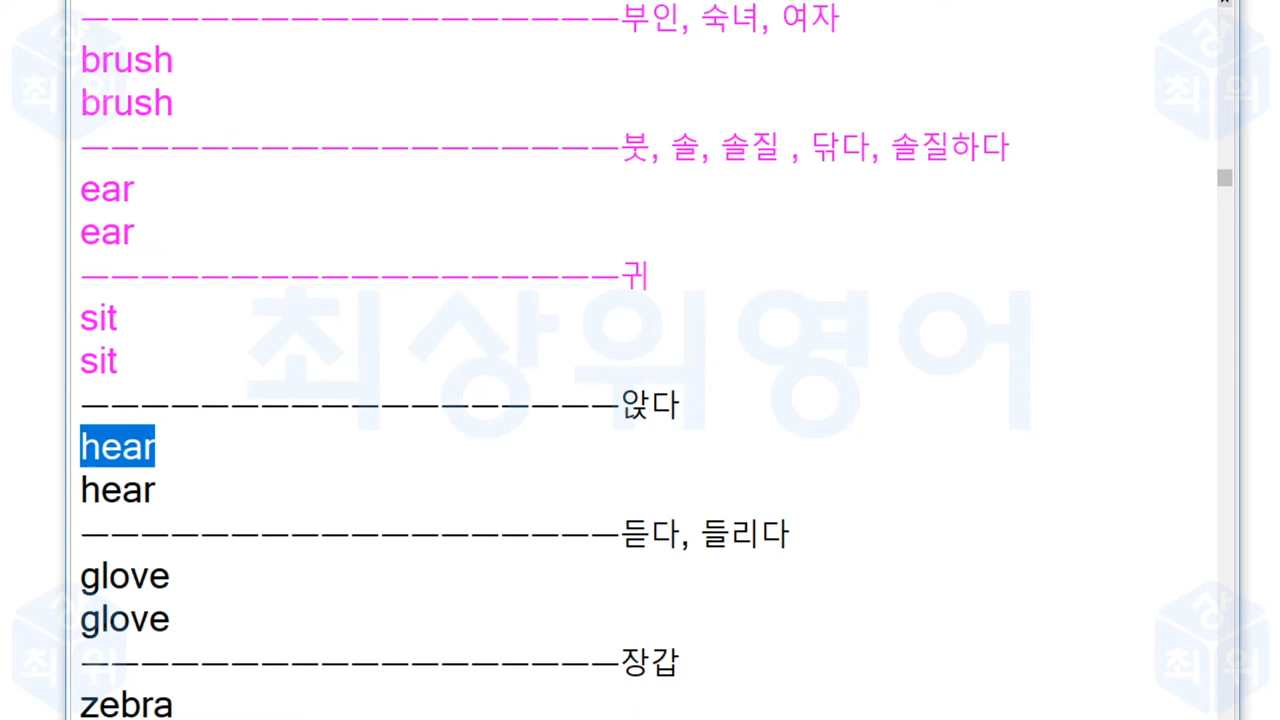 ——————————————————부인, 숙녀, 여자
brush
brush
——————————————————붓, 솔, 솔질 , 닦다, 솔질하다
ear
ear
——————————————————귀
sit
sit
——————————————————앉다
hear
hear
——————————————————듣다, 들리다
glove
glove
——————————————————장갑
zebra
최상위영어